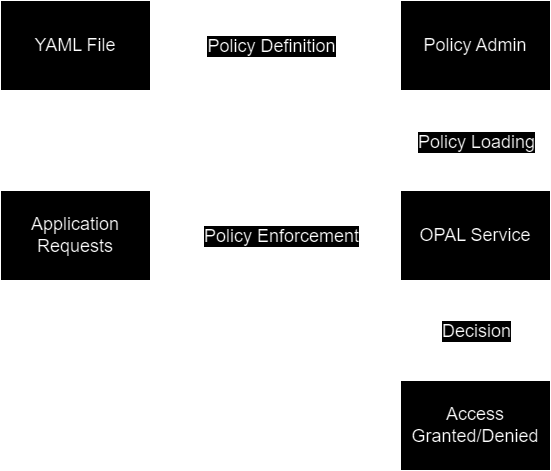 YAML File
Policy Definition
Policy Admin
Policy Loading
Application
Requests
Policy Enforcement
OPAL Service
Decision
Access
Granted/Denied